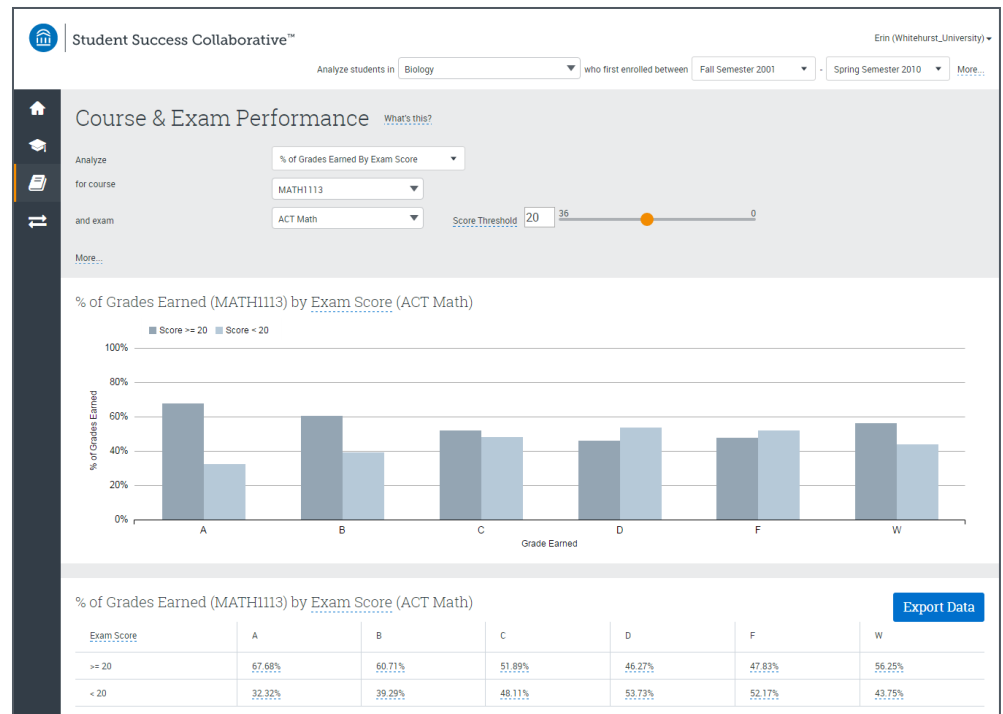 Student Success Collaborative™
Erin (Whitehurst_University)
Analyze students in Biology who first enrolled between Fall Semester 2001 - Spring Semester 2010 More...
Course & Exam Performance What's this?
Analyze % of Grades Earned By Exam Score
for course MATH1113
and exam ACT Math Score Threshold 20 36 0
More...
% of Grades Earned (MATH1113) by Exam Score (ACT Math)
Score >= 20 Score < 20
100%
80%
60%
40%
20%
0%
% of Grades Earned
A B C D F W
Grade Earned
% of Grades Earned (MATH1113) by Exam Score (ACT Math)
Export Data
Exam Score A B C D F W
>= 20 67.68% 60.71% 51.89% 46.27% 47.83% 56.25%
< 20 32.32% 39.29% 48.11% 53.73% 52.17% 43.75%